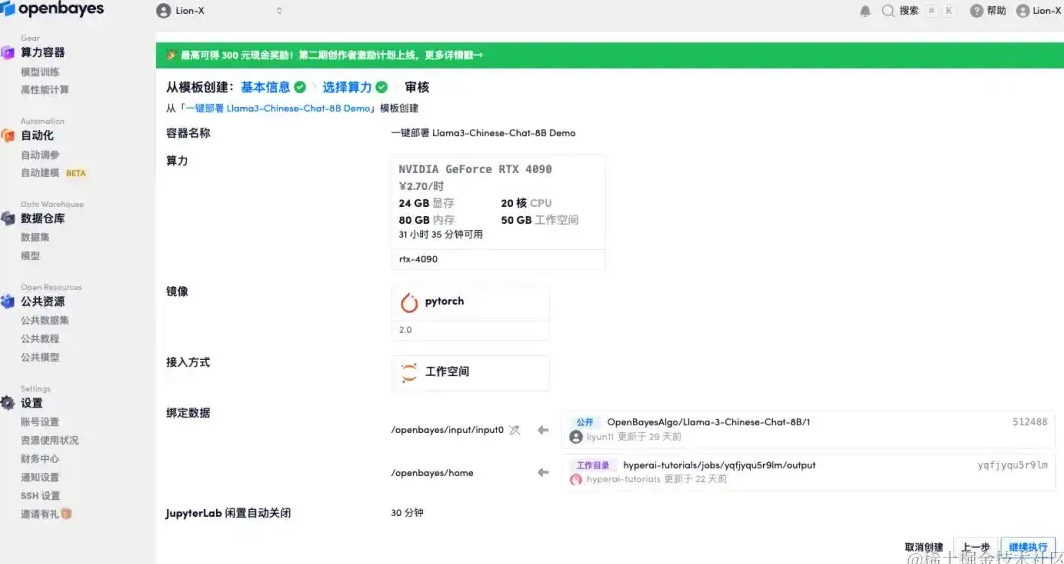 openbayes
Lion-X
搜索 ⌘ K 帮助 Lion-X
Gear
算力容器
模型训练
高性能计算
Automation
自动化
自动调参
自动建模 BETA
Data Warehouse
数据仓库
数据集
模型
Open Resources
公共资源
公共数据集
公共教程
公共模型
Settings
设置
账号设置
资源使用状况
财务中心
通知设置
SSH 设置
邀请有礼
最高可得 300 元现金奖励！第二期创作者激励计划上线，更多详情戳→
从模板创建： 基本信息 选择算力 审核
从「一键部署 Llama3-Chinese-Chat-8B Demo」模板创建
容器名称 一键部署 Llama3-Chinese-Chat-8B Demo
算力
NVIDIA GeForce RTX 4090
¥2.70/时
24 GB 显存 20 核 CPU
80 GB 内存 50 GB 工作空间
31 小时 35 分钟可用
rtx-4090
镜像
pytorch
2.0
接入方式
工作空间
绑定数据
/openbayes/input/input0
公开 OpenBayesAlgo/Llama-3-Chinese-Chat-8B/1 512488
liyun11 更新于 29 天前
/openbayes/home
工作目录 hyperai-tutorials/jobs/yqfjyqu5r9lm/output yqfjyqu5r9lm
hyperai-tutorials 更新于 22 天前
JupyterLab 闲置自动关闭 30 分钟
取消创建 上一步 继续执行
@稀土掘金技术社区